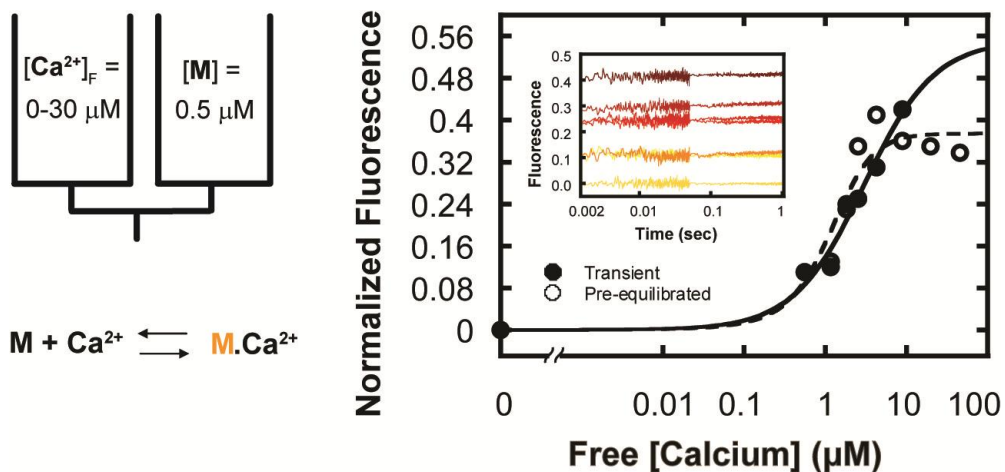 [Ca²⁺]F =
0-30 µM
[M] =
0.5 µM
M + Ca²⁺ M.Ca²⁺
Normalized Fluorescence
0.56
0.48
0.4
0.32
0.24
0.16
0.08
0
Fluorescence
0.5
0.4
0.3
0.2
0.1
0.0
0.002 0.01 0.1 1
Time (sec)
Transient
Pre-equilibrated
0 0.01 0.1 1 10 100
Free [Calcium] (µM)